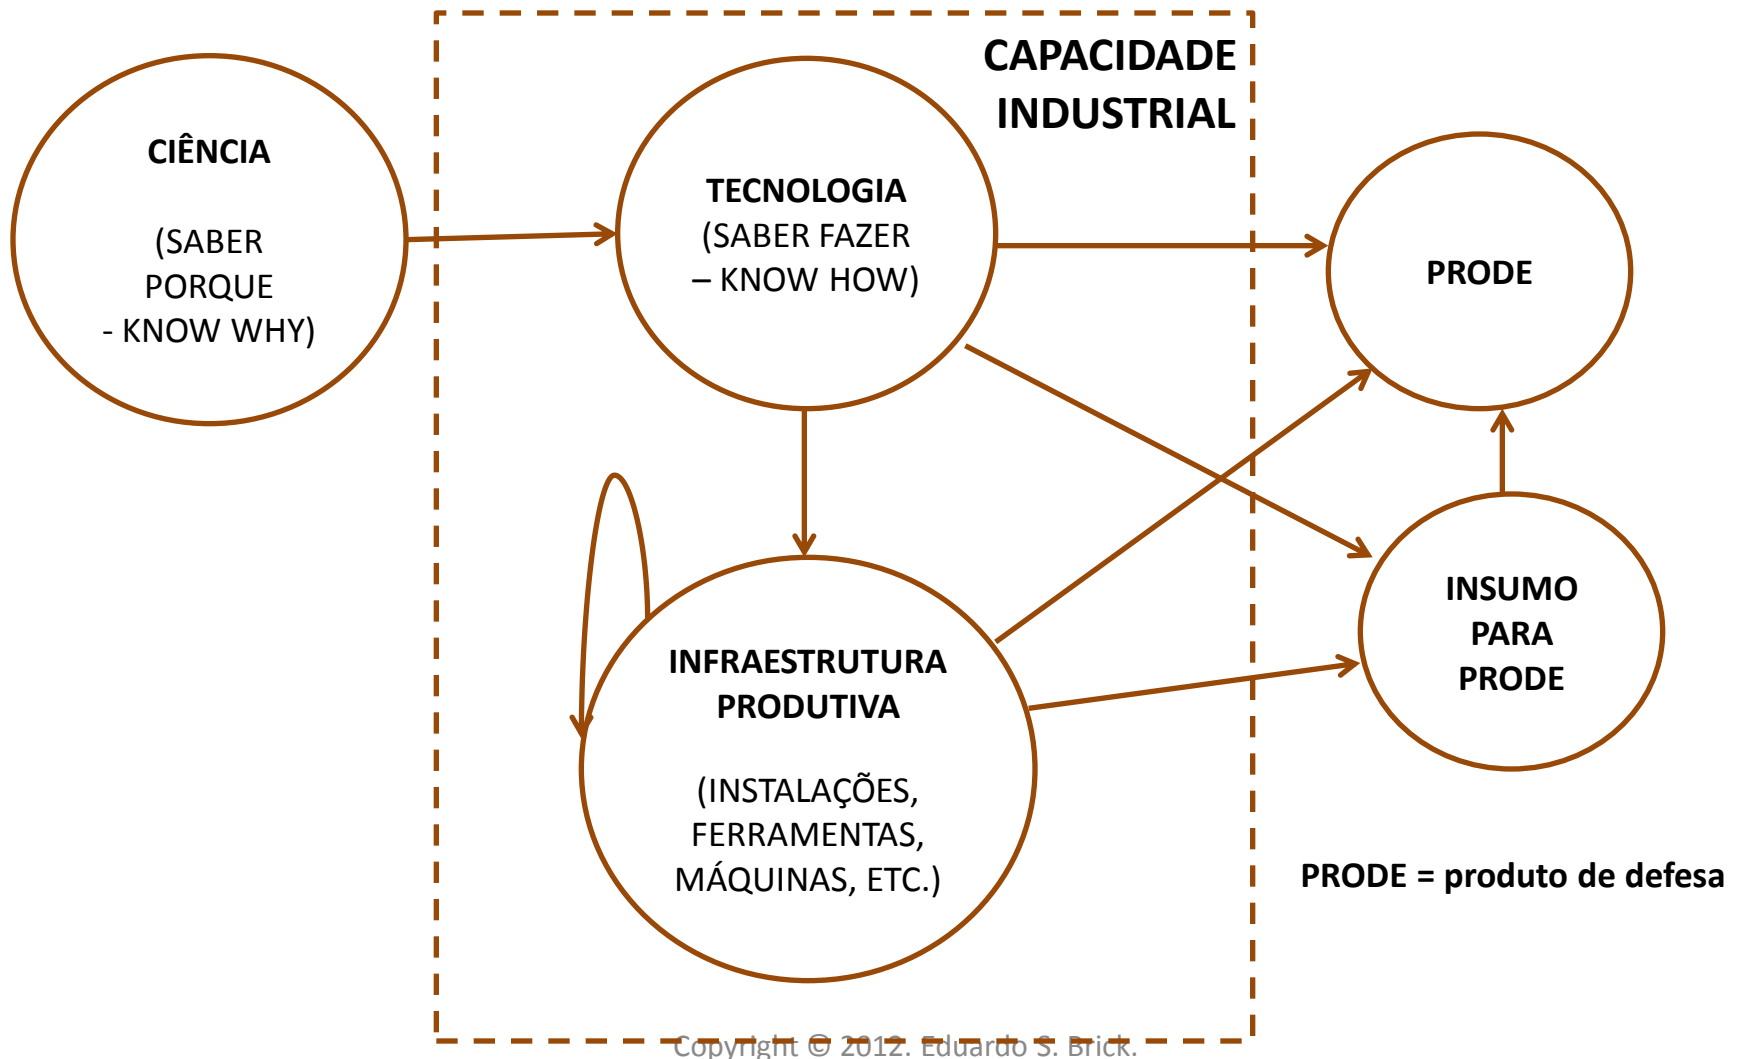 CAPACIDADE
INDUSTRIAL
CIÊNCIA
(SABER
PORQUE
- KNOW WHY)
TECNOLOGIA
(SABER FAZER
– KNOW HOW)
PRODE
INFRAESTRUTURA
PRODUTIVA
(INSTALAÇÕES,
FERRAMENTAS,
MÁQUINAS, ETC.)
INSUMO
PARA
PRODE
PRODE = produto de defesa
Copyright © 2012. Eduardo S. Brick.